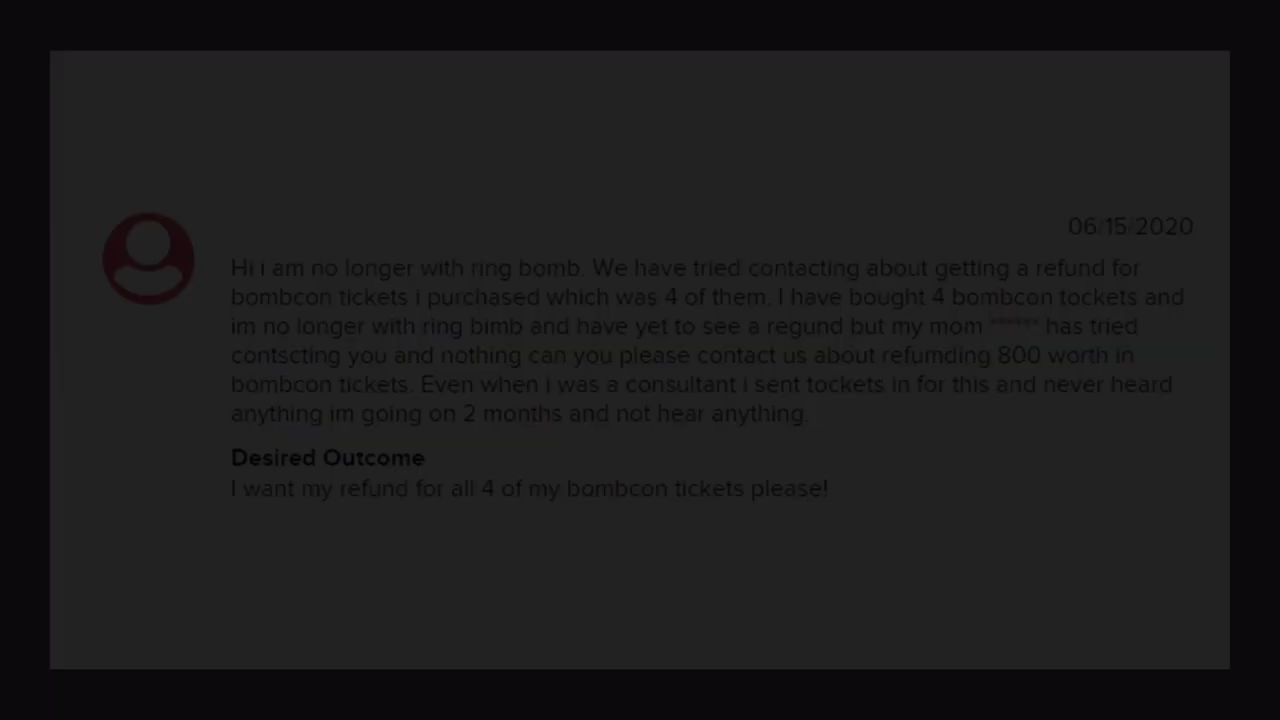 06/15/2020
Hi i am no longer with ring bomb. We have tried contacting about getting a refund for
bombcon tickets i purchased which was 4 of them. I have bought 4 bombcon tockets and
im no longer with ring bimb and have yet to see a regund but my mom ****** has tried
contscting you and nothing can you please contact us about refumding 800 worth in
bombcon tickets. Even when i was a consultant i sent tockets in for this and never heard
anything im going on 2 months and not hear anything.
Desired Outcome
I want my refund for all 4 of my bombcon tickets please!